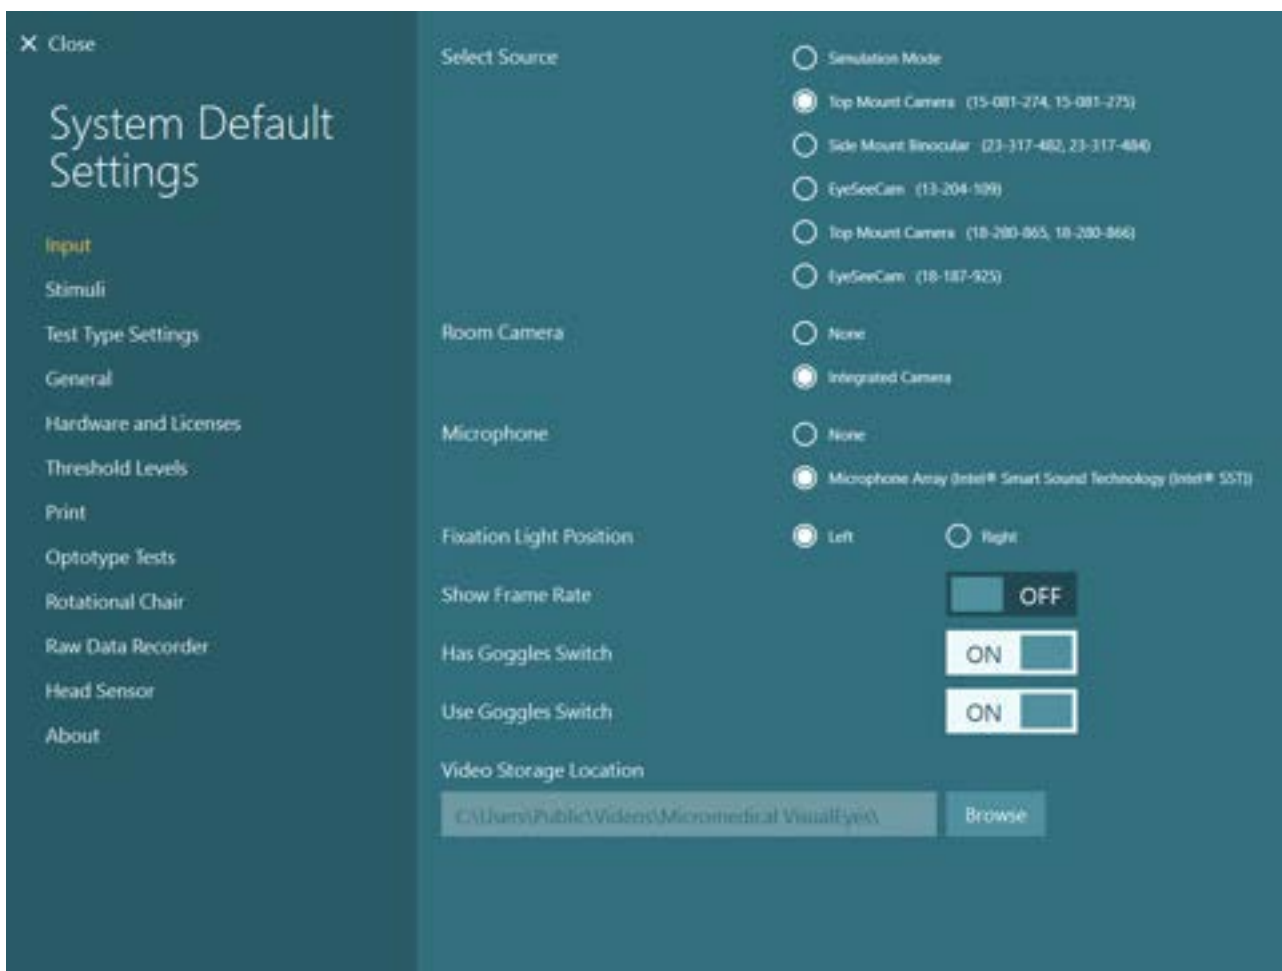 Close
System Default
Settings
Input
Stimuli
Test Type Settings
General
Hardware and Licenses
Threshold Levels
Print
Optotype Tests
Rotational Chair
Raw Data Recorder
Head Sensor
About
Select Source
Simulation Mode
Top Mount Camera (15-081-274, 15-081-275)
Side Mount Binocular (23-317-482, 23-317-484)
EyeSeeCam (13-204-109)
Top Mount Camera (18-280-865, 18-280-866)
EyeSeeCam (18-187-925)
Room Camera
None
Integrated Camera
Microphone
None
Microphone Array (Intel® Smart Sound Technology (Intel® SST))
Fixation Light Position
Left Right
Show Frame Rate OFF
Has Goggles Switch ON
Use Goggles Switch ON
Video Storage Location
C:\Users\Public\Videos\Micromedical VisualEyes\ Browse